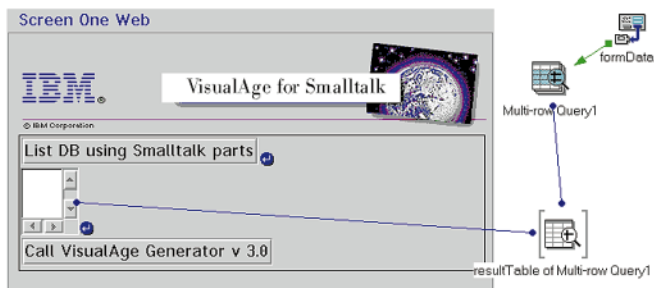 Screen One Web
IBM®
VisualAge for Smalltalk
© IBM Corporation
List DB using Smalltalk parts
Call VisualAge Generator v 3.0
formData
Multi-row Query1
resultTable of Multi-row Query1